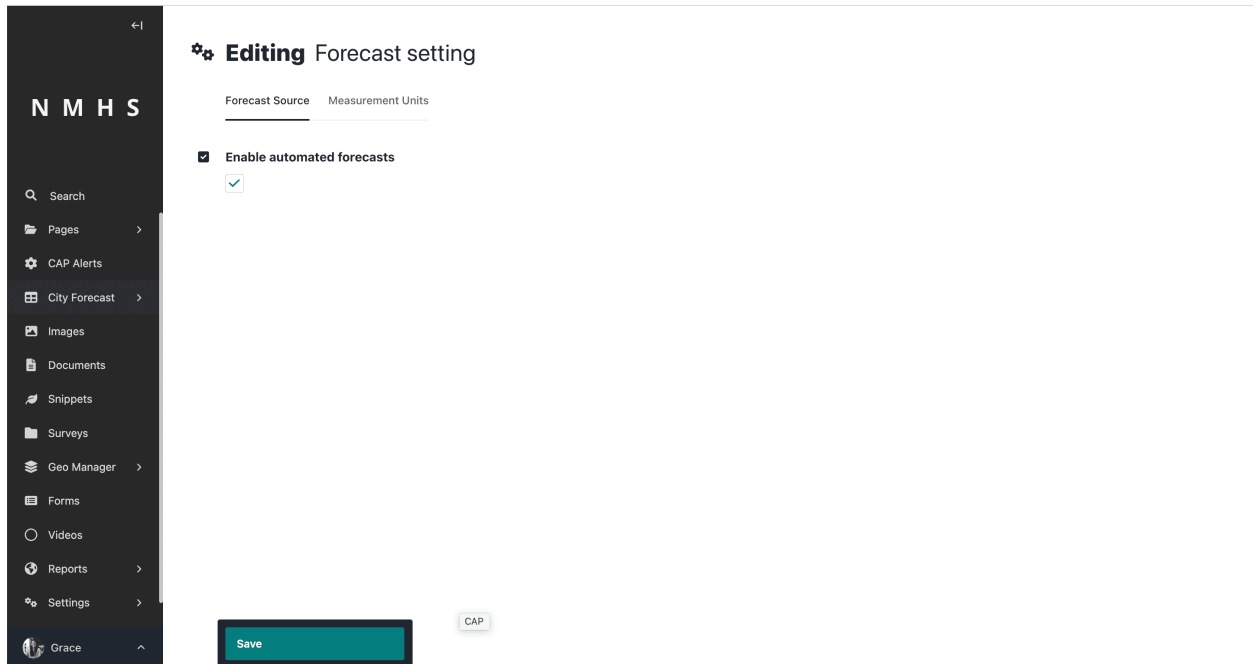 N M H S
Search
Pages
CAP Alerts
City Forecast
Images
Documents
Snippets
Surveys
Geo Manager
Forms
Videos
Reports
Settings
Grace
Editing Forecast setting
Forecast Source Measurement Units
Enable automated forecasts
Save
CAP